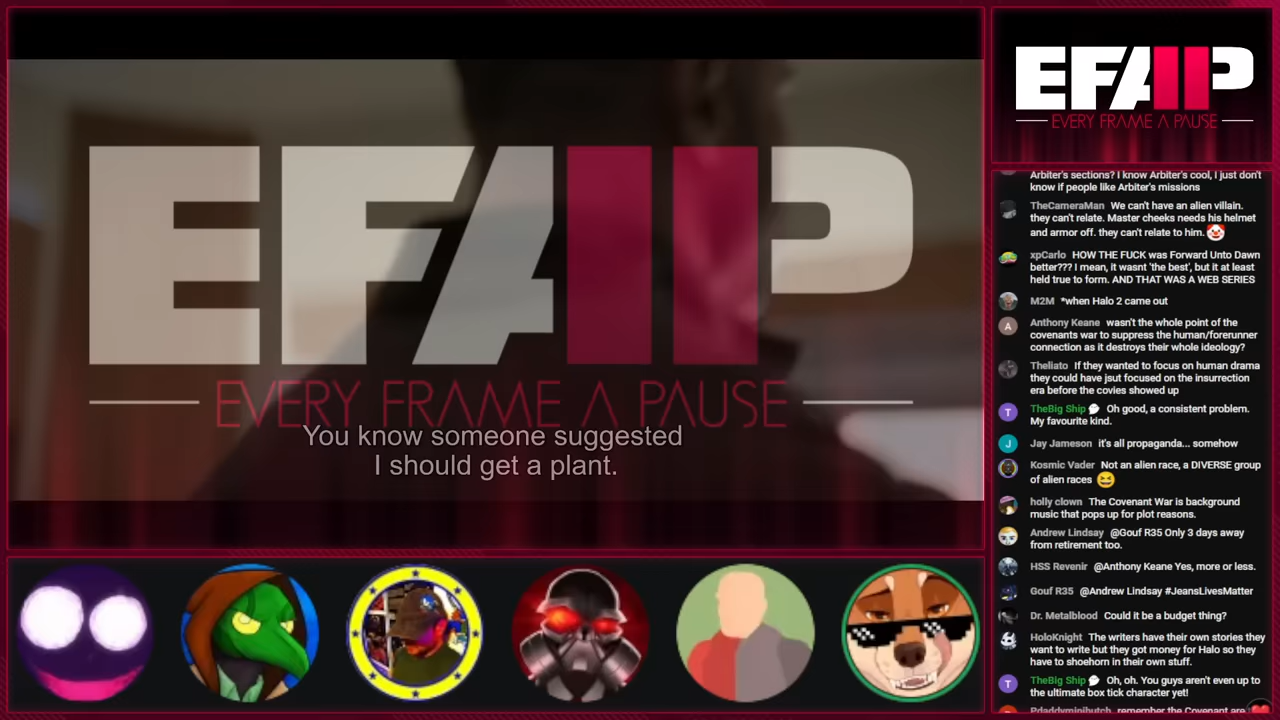 EFAP
EVERY FRAME A PAUSE
You know someone suggested
I should get a plant.
EFAP
EVERY FRAME A PAUSE
Arbiter's sections? I know Arbiter's cool, I just don't
know if people like Arbiter's missions
TheCameraMan We can't have an alien villain.
they can't relate. Master cheeks needs his helmet
and armor off. they can't relate to him.
xpCarlo HOW THE FUCK was Forward Unto Dawn
better??? I mean, it wasnt 'the best', but it at least
held true to form. AND THAT WAS A WEB SERIES
M2M *when Halo 2 came out
A
Anthony Keane wasn't the whole point of the
covenants war to suppress the human/forerunner
connection as it destroys their whole ideology?
Theliato If they wanted to focus on human drama
they could have jsut focused on the insurrection
era before the covies showed up
T
TheBig Ship Oh good, a consistent problem.
My favourite kind.
J
Jay Jameson it's all propaganda... somehow
Kosmic Vader Not an alien race, a DIVERSE group
of alien races
holly clown The Covenant War is background
music that pops up for plot reasons.
Andrew Lindsay @Gouf R35 Only 3 days away
from retirement too.
HSS Revenir @Anthony Keane Yes, more or less.
Gouf R35 @Andrew Lindsay #JeansLivesMatter
Dr. Metalblood Could it be a budget thing?
HoloKnight The writers have their own stories they
want to write but they got money for Halo so they
have to shoehorn in their own stuff.
T
TheBig Ship Oh, oh. You guys aren't even up to
the ultimate box tick character yet!
remember the Covenant are